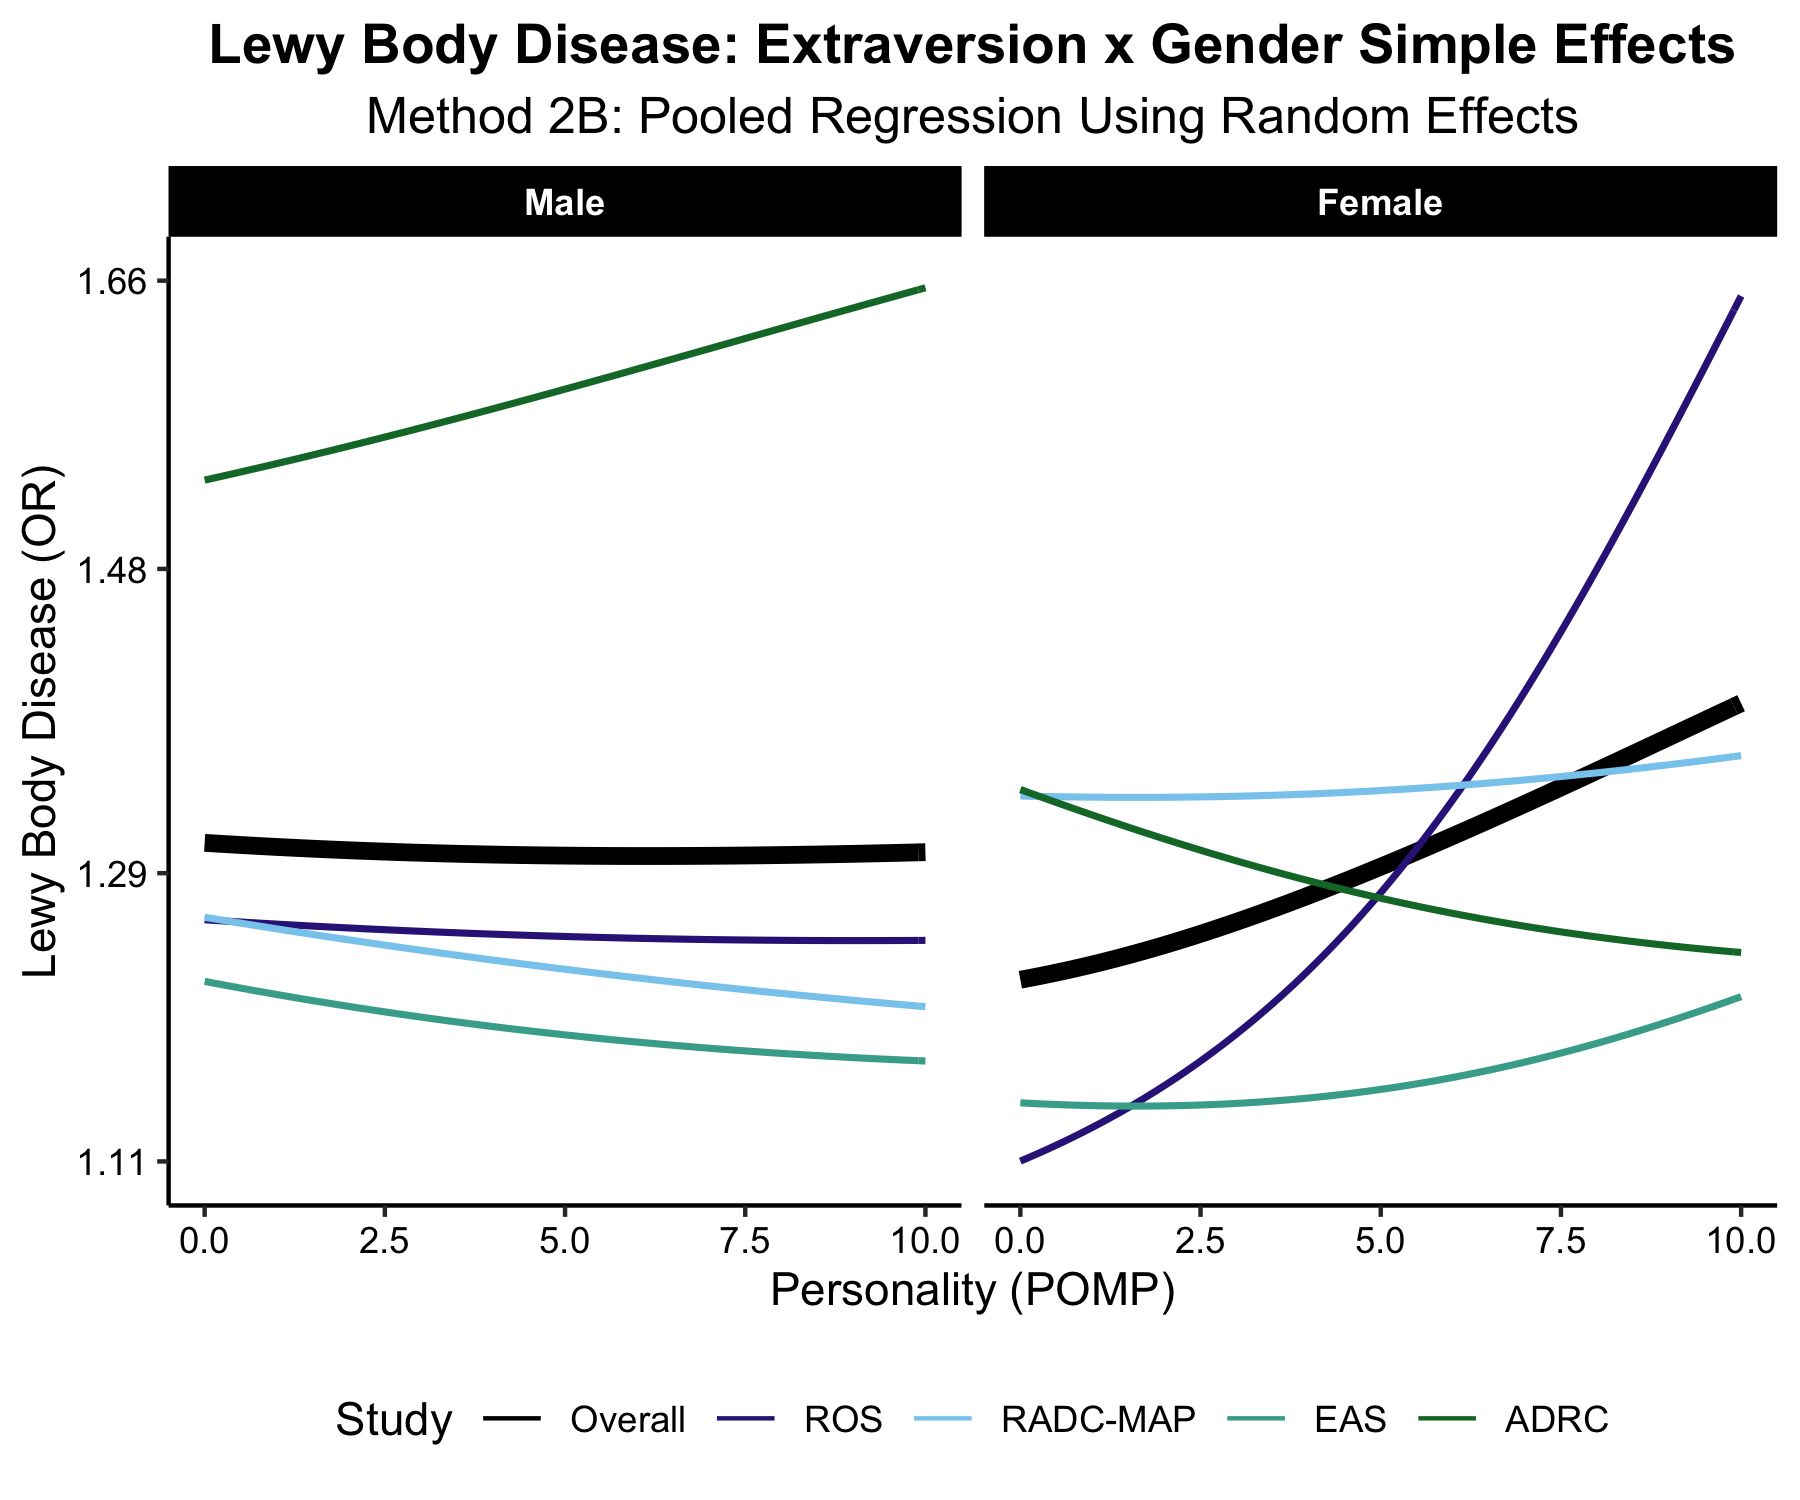 Lewy Body Disease: Extraversion x Gender Simple Effects
Method 2B: Pooled Regression Using Random Effects
Male
Female
Lewy Body Disease (OR)
1.66
1.48
1.29
1.11
0.0 2.5 5.0 7.5 10.0
0.0 2.5 5.0 7.5 10.0
Personality (POMP)
Study Overall ROS RADC-MAP EAS ADRC